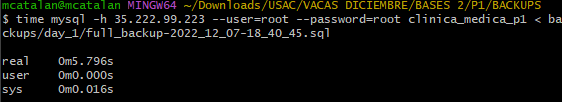 mcatalan@mcatalan MINGW64 ~/Downloads/USAC/VACAS DICIEMBRE/BASES 2/P1/BACKUPS
$ time mysql -h 35.222.99.223 --user=root --password=root clinica_medica_p1 < ba
ckups/day_1/full_backup-2022_12_07-18_40_45.sql

real    0m5.796s
user    0m0.000s
sys     0m0.016s